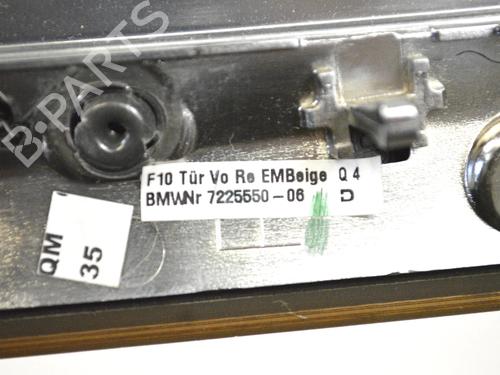 B-PARTS
F10 Tür Vo Re EMBeige Q 4
BMWNr 7225550-06 D
QM
35